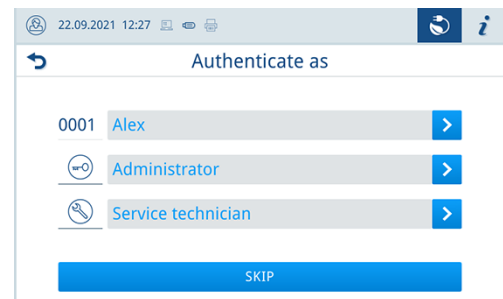 22.09.2021 12:27 i
Authenticate as
0001 Alex
Administrator
Service technician
SKIP